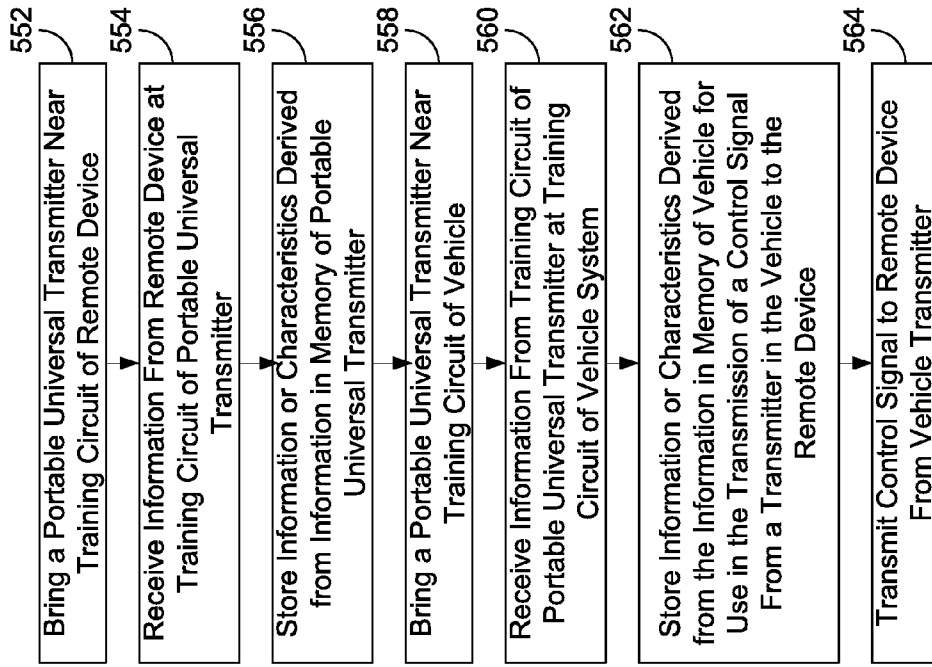 552
Bring a Portable Universal Transmitter Near
Training Circuit of Remote Device
554
Receive Information From Remote Device at
Training Circuit of Portable Universal
Transmitter
556
Store Information or Characteristics Derived
from Information in Memory of Portable
Universal Transmitter
558
Bring a Portable Universal Transmitter Near
Training Circuit of Vehicle
560
Receive Information From Training Circuit of
Portable Universal Transmitter at Training
Circuit of Vehicle System
562
Store Information or Characteristics Derived
from the Information in Memory of Vehicle for
Use in the Transmission of a Control Signal
From a Transmitter in the Vehicle to the
Remote Device
564
Transmit Control Signal to Remote Device
From Vehicle Transmitter